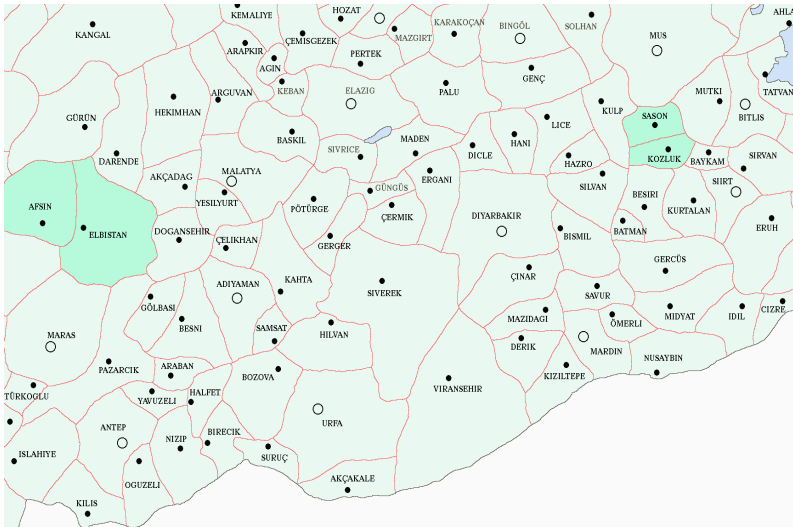 KEMALIYE
HOZAT
AHLA
KANGAL
ARAPKIR
ÇEMISGEZEK
MAZGIRT
KARAKOÇAN
BINGÖL
SOLHAN
MUS
AGIN
PERTEK
GENÇ
TATVAN
KEBAN
ELAZIG
PALU
MUTKI
HEKIMHAN
ARGUVAN
KULP
BITLIS
GÜRÜN
BASKIL
LICE
SASON
DARENDE
SIVRICE
MADEN
DICLE
HANI
HAZRO
KOZLUK
BAYKAM
SIRVAN
AKÇADAG
MALATYA
ERGANI
SILVAN
SIIRT
YESILYURT
GÜNGÜS
BESIRI
KURTALAN
AFSIN
PÖTÜRGE
ÇERMIK
DIYARBAKIR
BATMAN
ERUH
ELBISTAN
DOGANSEHIR
ÇELIKHAN
GERGER
BISMIL
GERCÜS
ÇINAR
ADIYAMAN
KAHTA
SIVEREK
SAVUR
GÖLBASI
MAZIDAGI
ÖMERLI
MIDYAT
IDIL
CIZRE
BESNI
SAMSAT
HILVAN
MARAS
DERIK
MARDIN
NUSAYBIN
PAZARCIK
ARABAN
BOZOVA
KIZILTEPE
TÜRKOGLU
YAVUZELI
HALFET
VIRANSEHIR
ANTEP
URFA
NIZIP
BIRECIK
ISLAHIYE
SURUÇ
OGUZELI
AKÇAKALE
KILIS